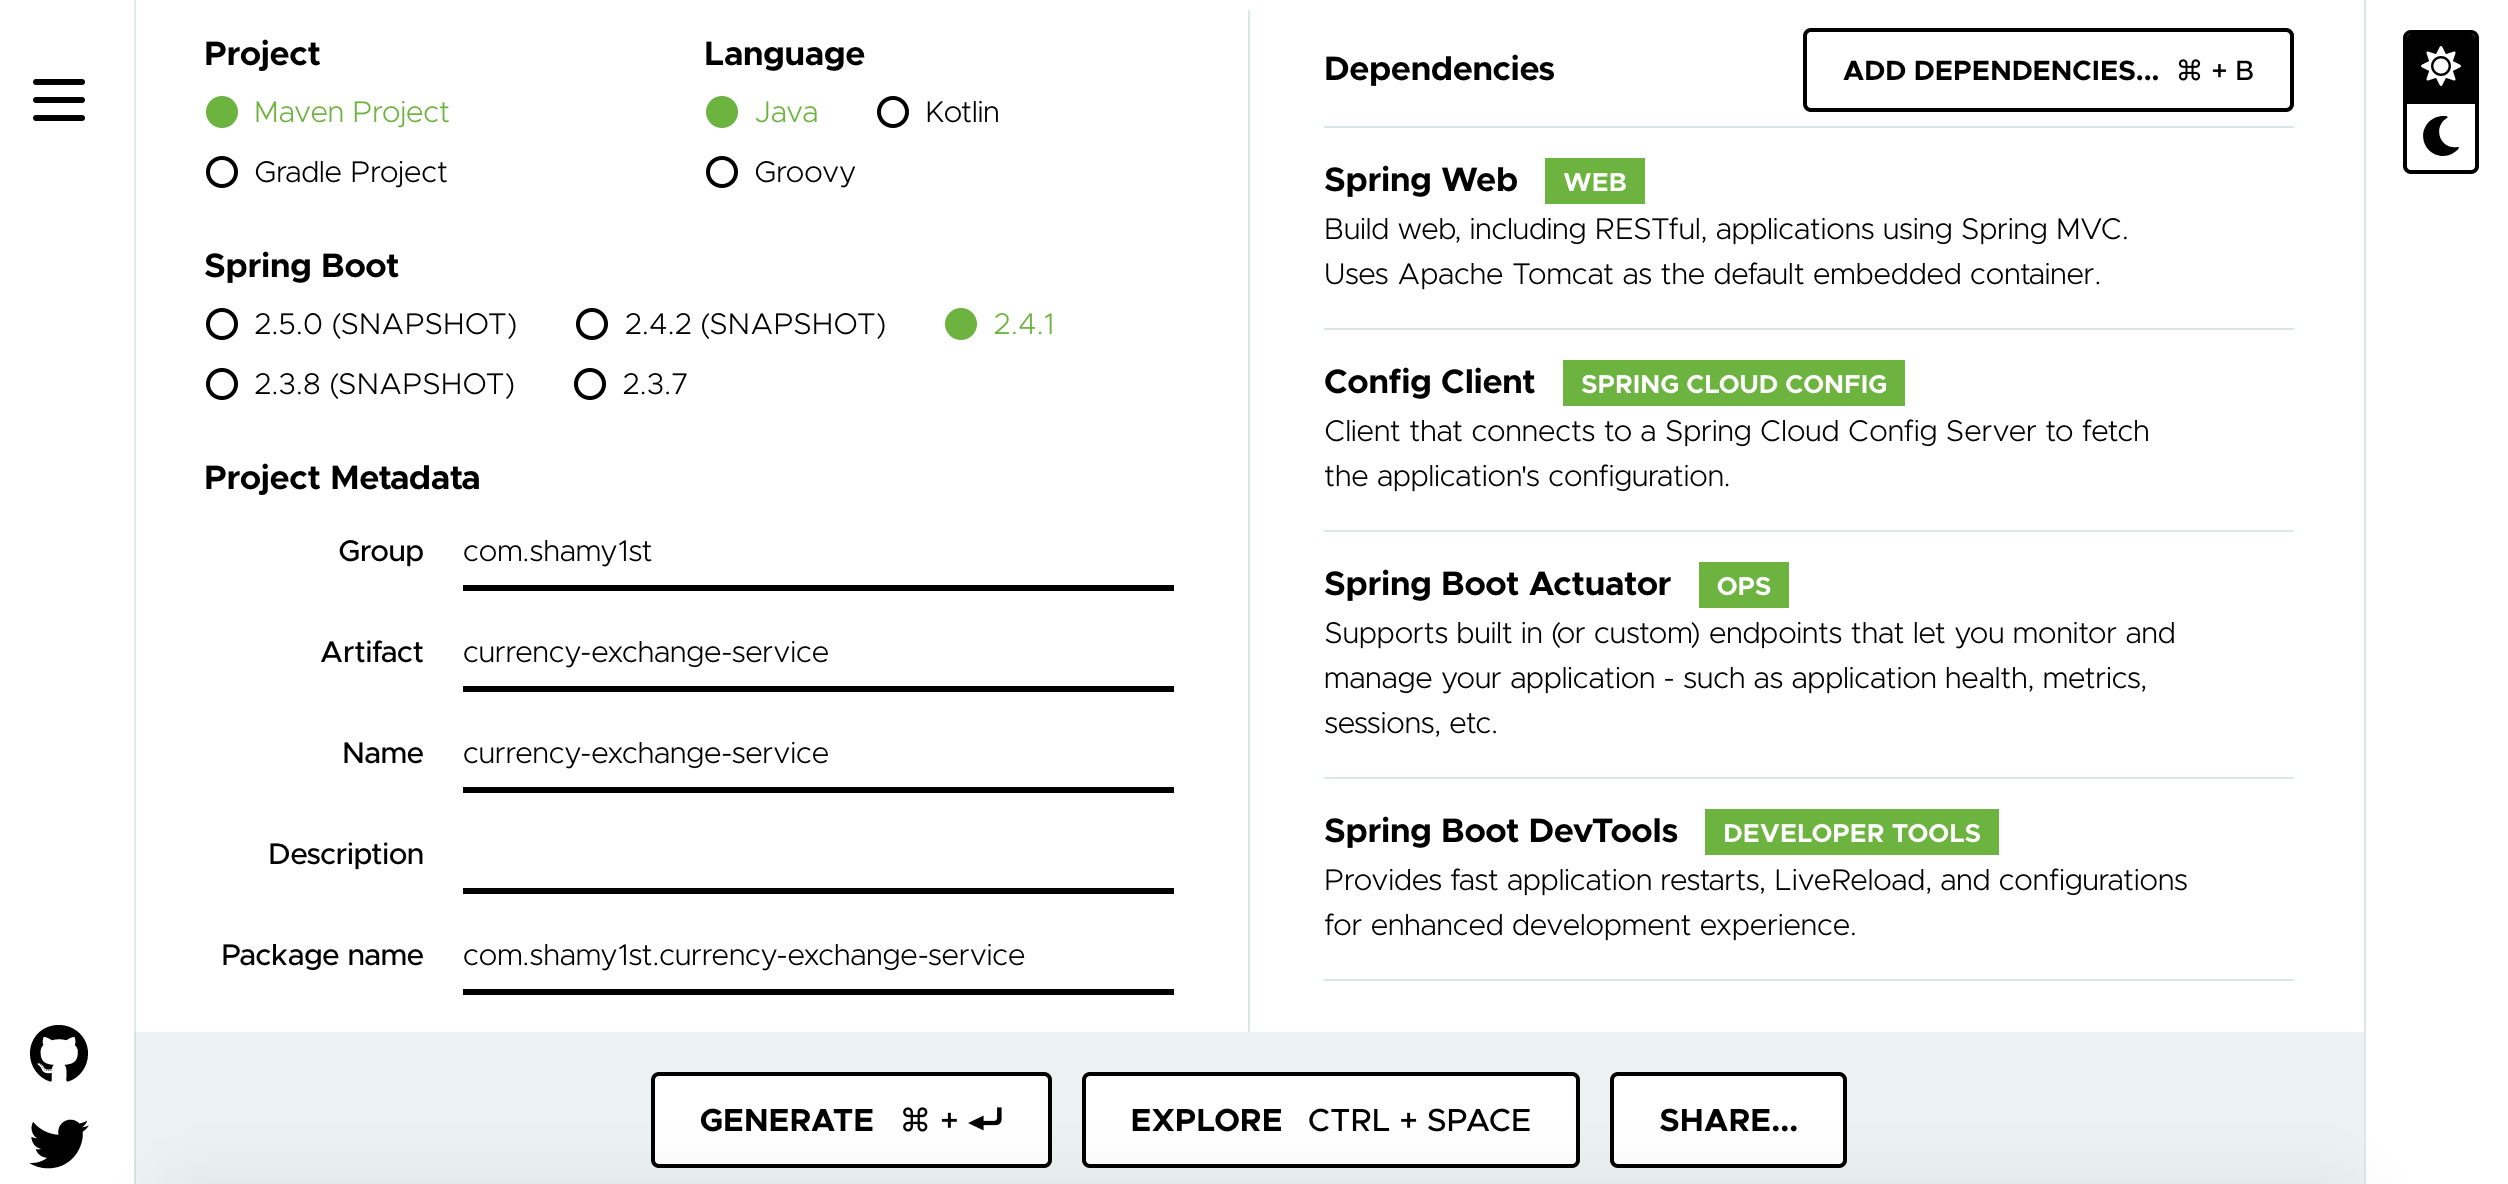 Project
Maven Project
Gradle Project
Language
Java
Kotlin
Groovy
Spring Boot
2.5.0 (SNAPSHOT)
2.4.2 (SNAPSHOT)
2.4.1
2.3.8 (SNAPSHOT)
2.3.7
Project Metadata
Group com.shamy1st
Artifact currency-exchange-service
Name currency-exchange-service
Description
Package name com.shamy1st.currency-exchange-service
Dependencies
ADD DEPENDENCIES... ⌘ + B
Spring Web WEB
Build web, including RESTful, applications using Spring MVC.
Uses Apache Tomcat as the default embedded container.
Config Client SPRING CLOUD CONFIG
Client that connects to a Spring Cloud Config Server to fetch
the application's configuration.
Spring Boot Actuator OPS
Supports built in (or custom) endpoints that let you monitor and
manage your application - such as application health, metrics,
sessions, etc.
Spring Boot DevTools DEVELOPER TOOLS
Provides fast application restarts, LiveReload, and configurations
for enhanced development experience.
GENERATE ⌘ + ⏎
EXPLORE CTRL + SPACE
SHARE...